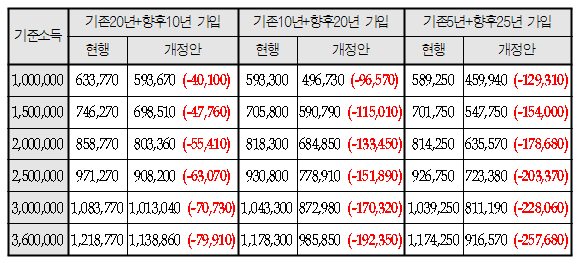 기준소득 기존20년+향후10년 가입 기존10년+향후20년 가입 기존5년+향후25년 가입
현행 개정안 현행 개정안 현행 개정안
1,000,000 633,770 593,670 (-40,100) 593,300 496,730 (-96,570) 589,250 459,940 (-129,310)
1,500,000 746,270 698,510 (-47,760) 705,800 590,790 (-115,010) 701,750 547,750 (-154,000)
2,000,000 858,770 803,360 (-55,410) 818,300 684,850 (-133,450) 814,250 635,570 (-178,680)
2,500,000 971,270 908,200 (-63,070) 930,800 778,910 (-151,890) 926,750 723,380 (-203,370)
3,000,000 1,083,770 1,013,040 (-70,730) 1,043,300 872,980 (-170,320) 1,039,250 811,190 (-228,060)
3,600,000 1,218,770 1,138,860 (-79,910) 1,178,300 985,850 (-192,350) 1,174,250 916,570 (-257,680)